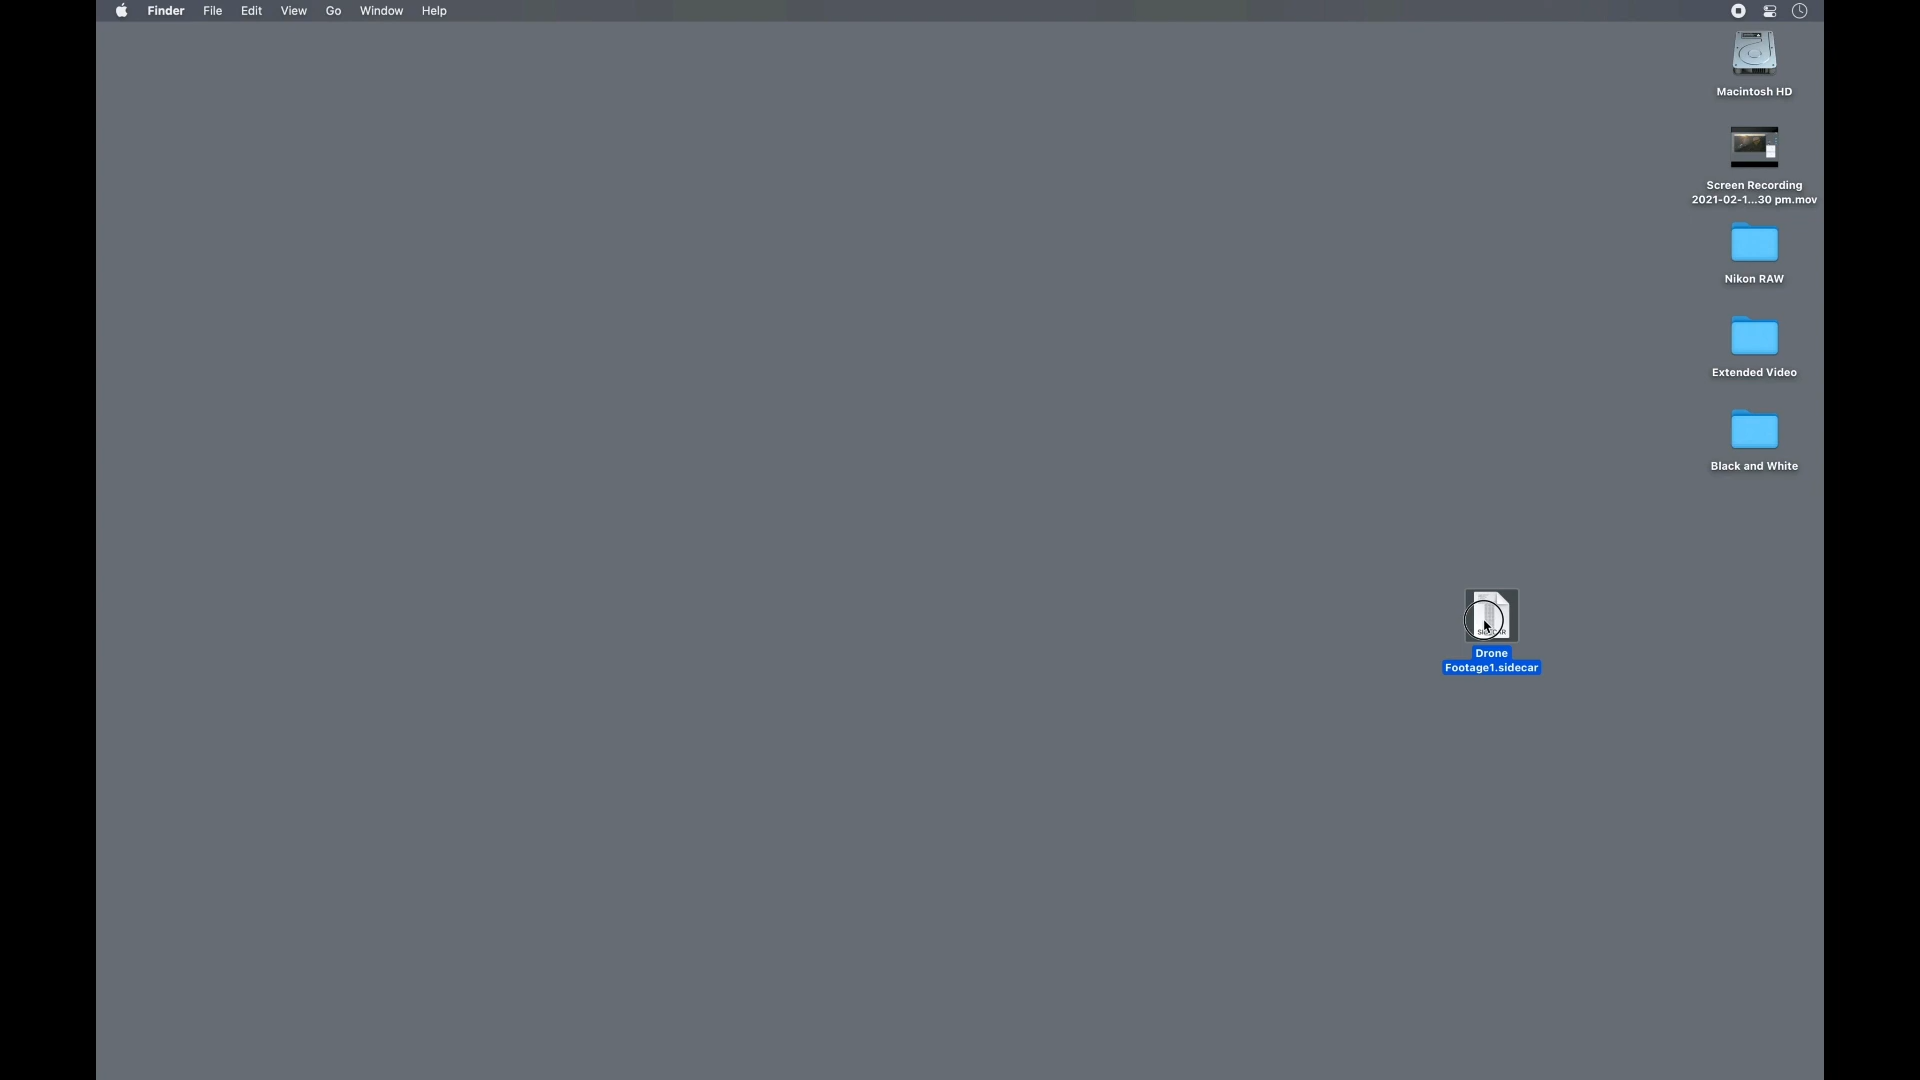 Finder File Edit View Go Window Help
Macintosh HD
Screen Recording
2021-02-1...30 pm.mov
Nikon RAW
Extended Video
Black and White
SIDECAR
Drone
Footage1.sidecar